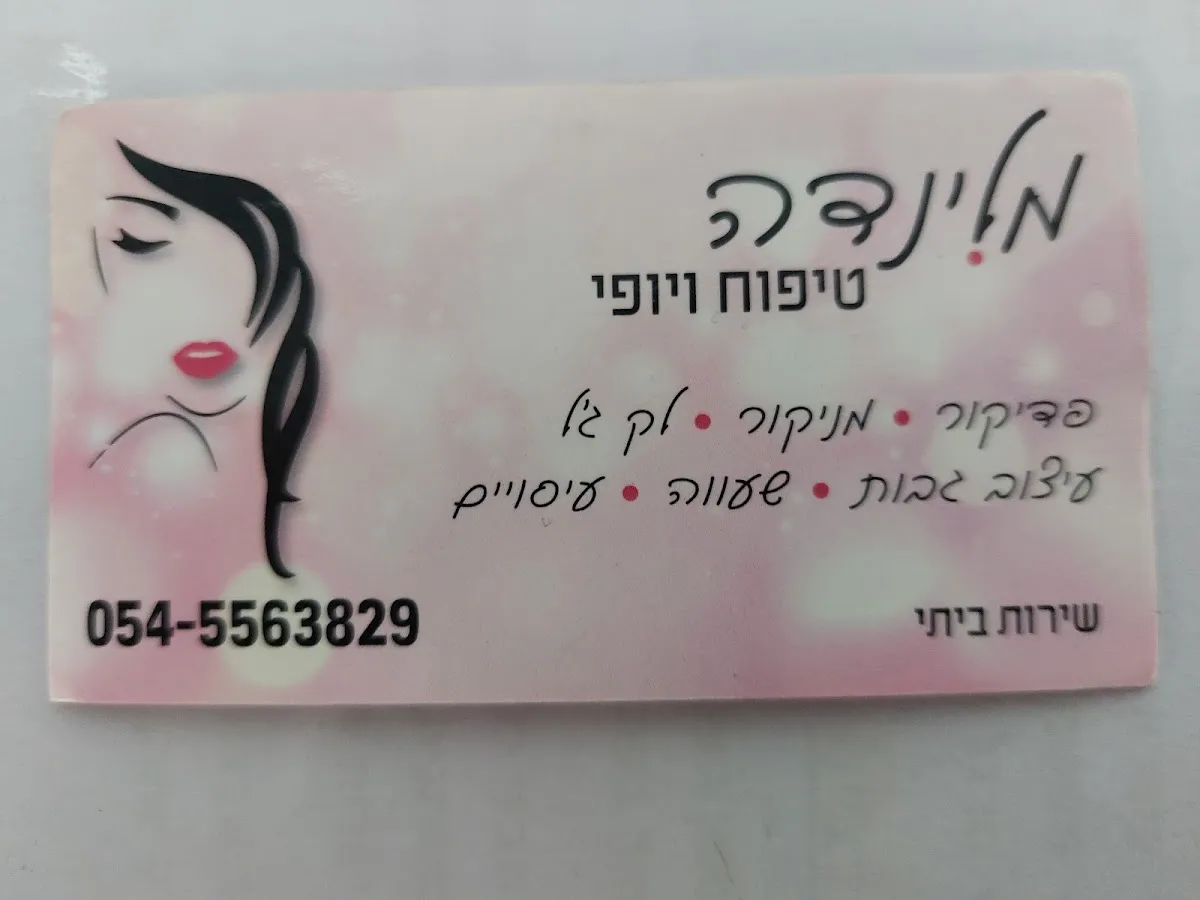 מלינדה
טיפוח ויופי
פדיקור • מניקור • לק ג'ל
עיצוב גבות • שעווה • עיסויים
שירות ביתי
054-5563829